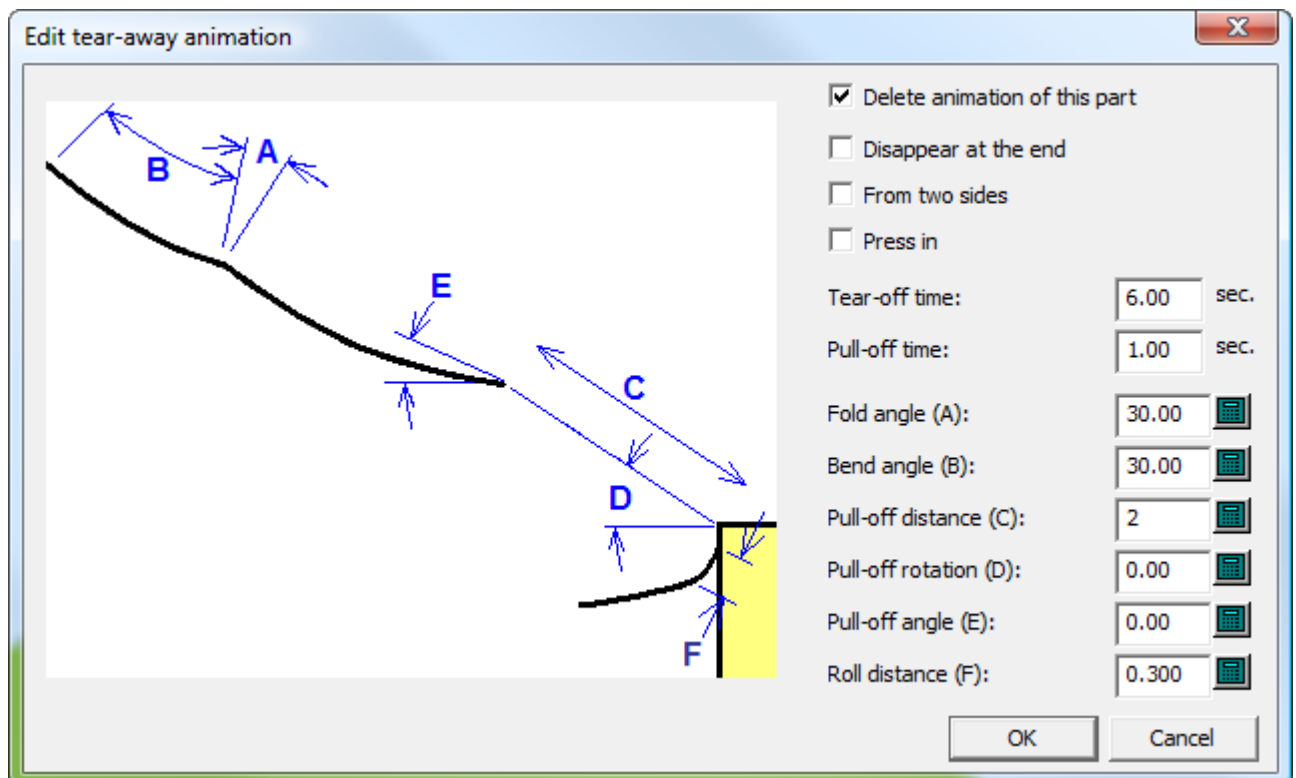 Edit tear-away animation
x
A
B
E
C
D
F
Delete animation of this part
Disappear at the end
From two sides
Press in
Tear-off time: 6.00 sec.
Pull-off time: 1.00 sec.
Fold angle (A): 30.00
Bend angle (B): 30.00
Pull-off distance (C): 2
Pull-off rotation (D): 0.00
Pull-off angle (E): 0.00
Roll distance (F): 0.300
OK Cancel